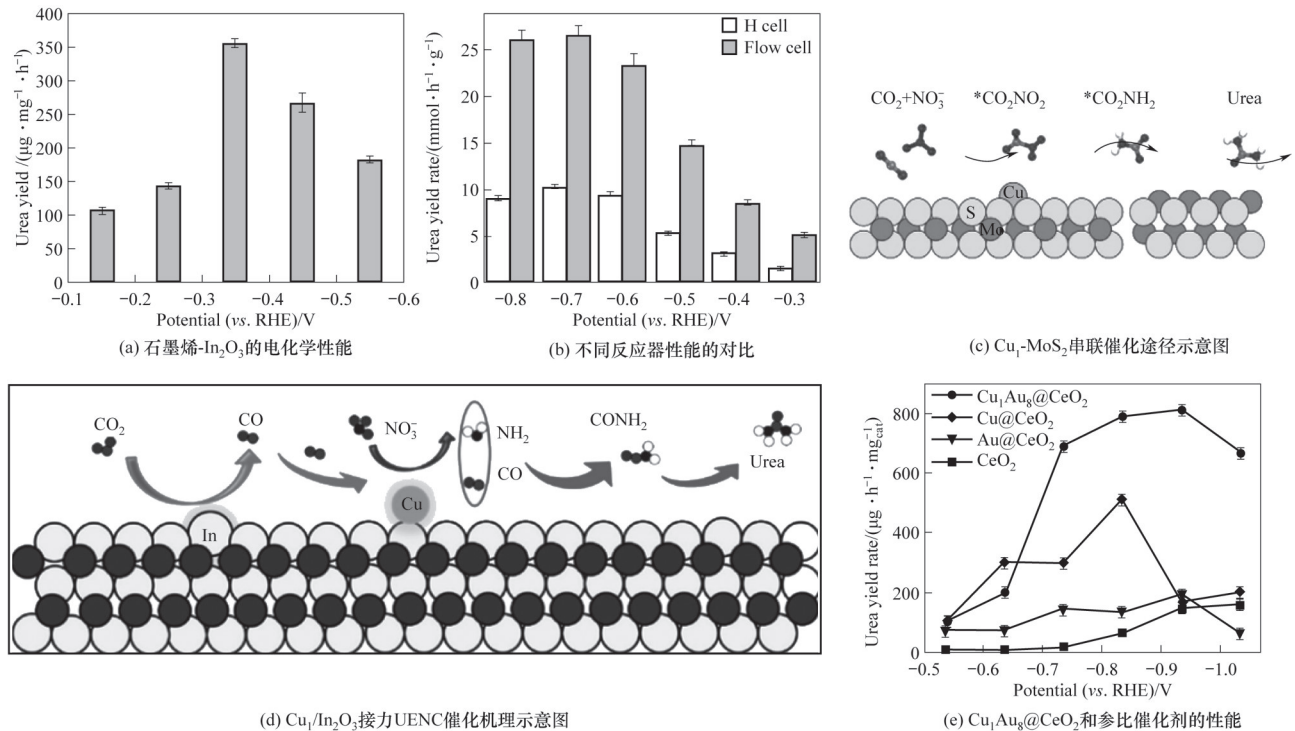 Urea yield /(μg·mg⁻¹·h⁻¹)
400
350
300
250
200
150
100
50
0
−0.1 −0.2 −0.3 −0.4 −0.5 −0.6
Potential (vs. RHE)/V
(a) 石墨烯-In₂O₃的电化学性能
Urea yield rate/(mmol·h⁻¹·g⁻¹)
H cell
Flow cell
25
20
15
10
5
0
−0.8 −0.7 −0.6 −0.5 −0.4 −0.3
Potential (vs. RHE)/V
(b) 不同反应器性能的对比
CO₂+NO₃⁻ *CO₂NO₂ *CO₂NH₂ Urea
Cu
S
Mo
(c) Cu₁-MoS₂串联催化途径示意图
CO₂
CO
NO₃⁻
NH₂
CO
CONH₂
Urea
Cu
In
(d) Cu₁/In₂O₃接力UENC催化机理示意图
Urea yield rate/(μg·h⁻¹·mg⁻¹cat)
Cu₁Au₈@CeO₂
Cu@CeO₂
Au@CeO₂
CeO₂
800
600
400
200
0
−0.5 −0.6 −0.7 −0.8 −0.9 −1.0
Potential (vs. RHE)/V
(e) Cu₁Au₈@CeO₂和参比催化剂的性能